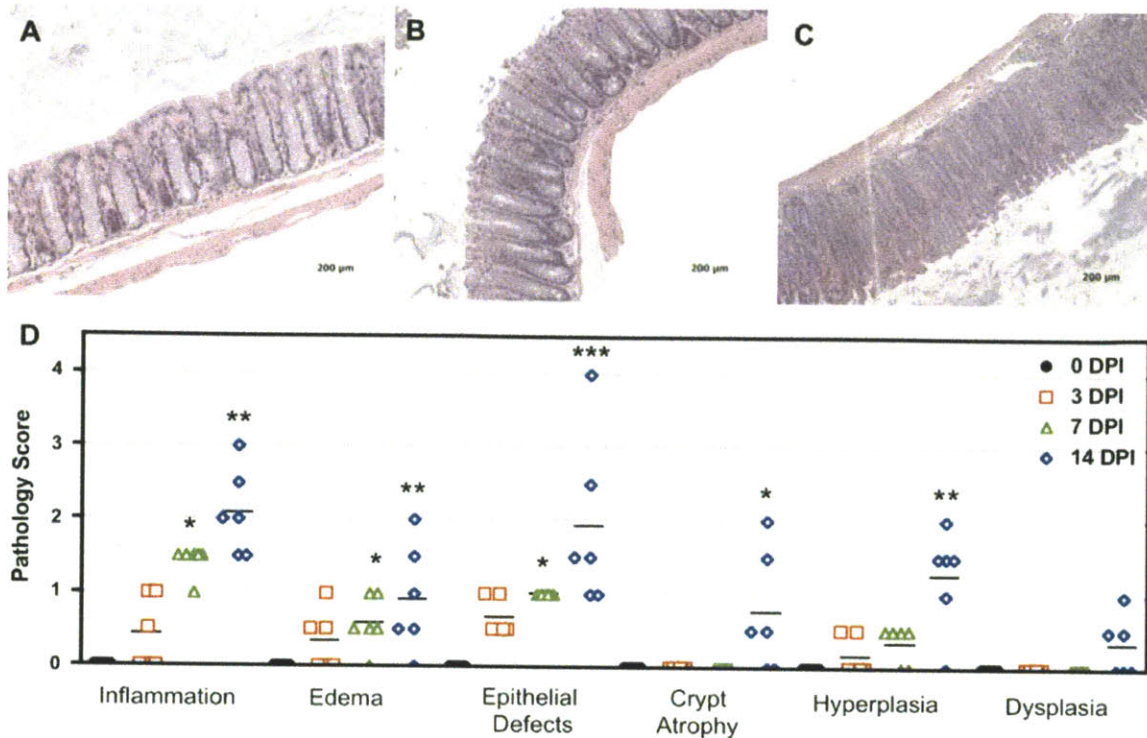 A
B
C
200 µm
200 µm
200 µm
D
Pathology Score
4
3
2
1
0
**
*
**
*
***
*
*
**
0 DPI
3 DPI
7 DPI
14 DPI
Inflammation
Edema
Epithelial
Defects
Crypt
Atrophy
Hyperplasia
Dysplasia